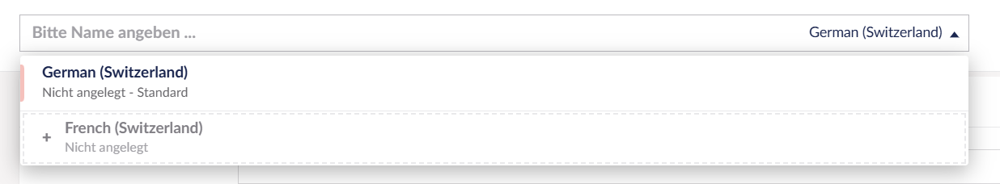 Bitte Name angeben ... German (Switzerland)
German (Switzerland)
Nicht angelegt - Standard
+ French (Switzerland)
Nicht angelegt